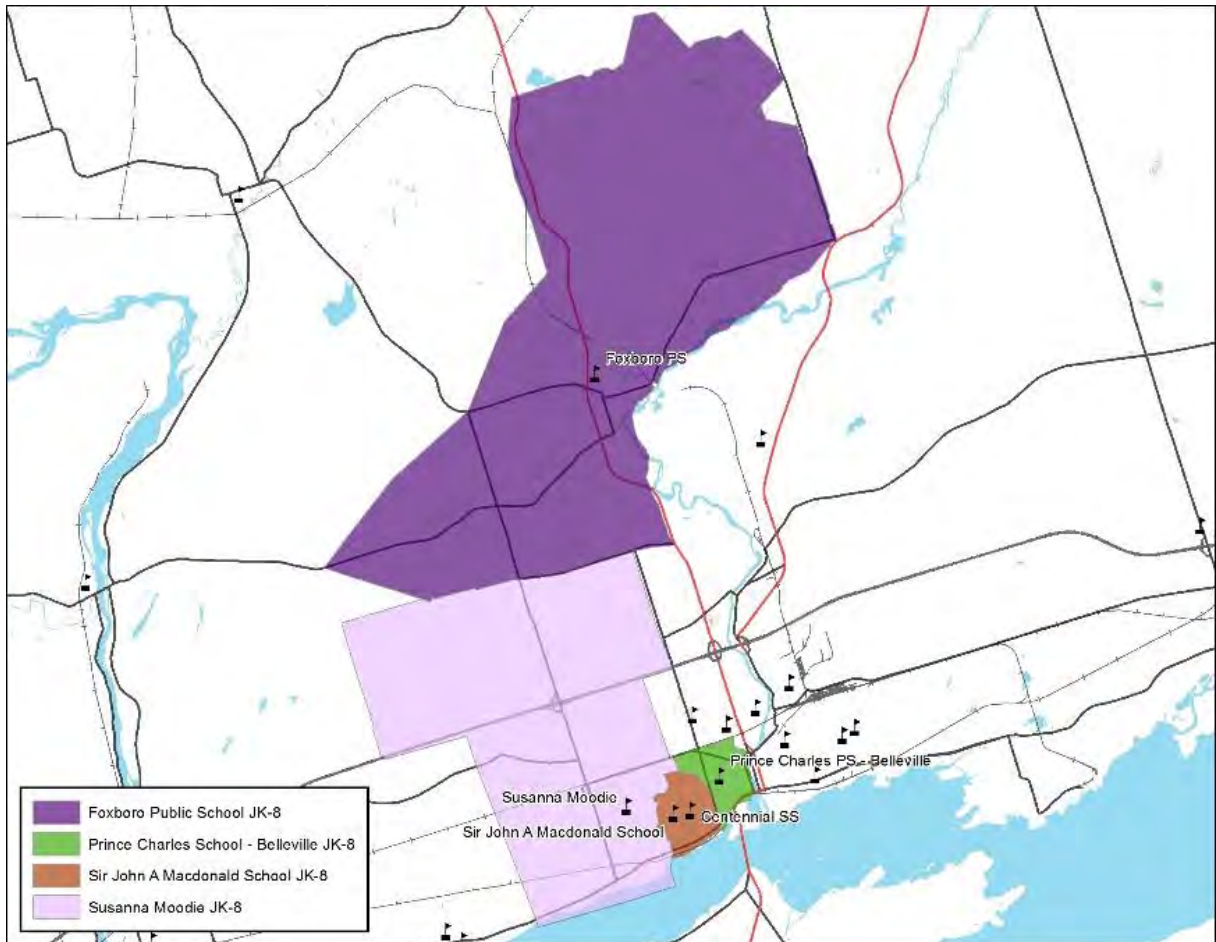 Foxboro PS
Prince Charles PS - Belleville
Susanna Moodie
Centennial SS
Sir John A Macdonald School
Foxboro Public School JK-8
Prince Charles School - Belleville JK-8
Sir John A Macdonald School JK-8
Susanna Moodie JK-8